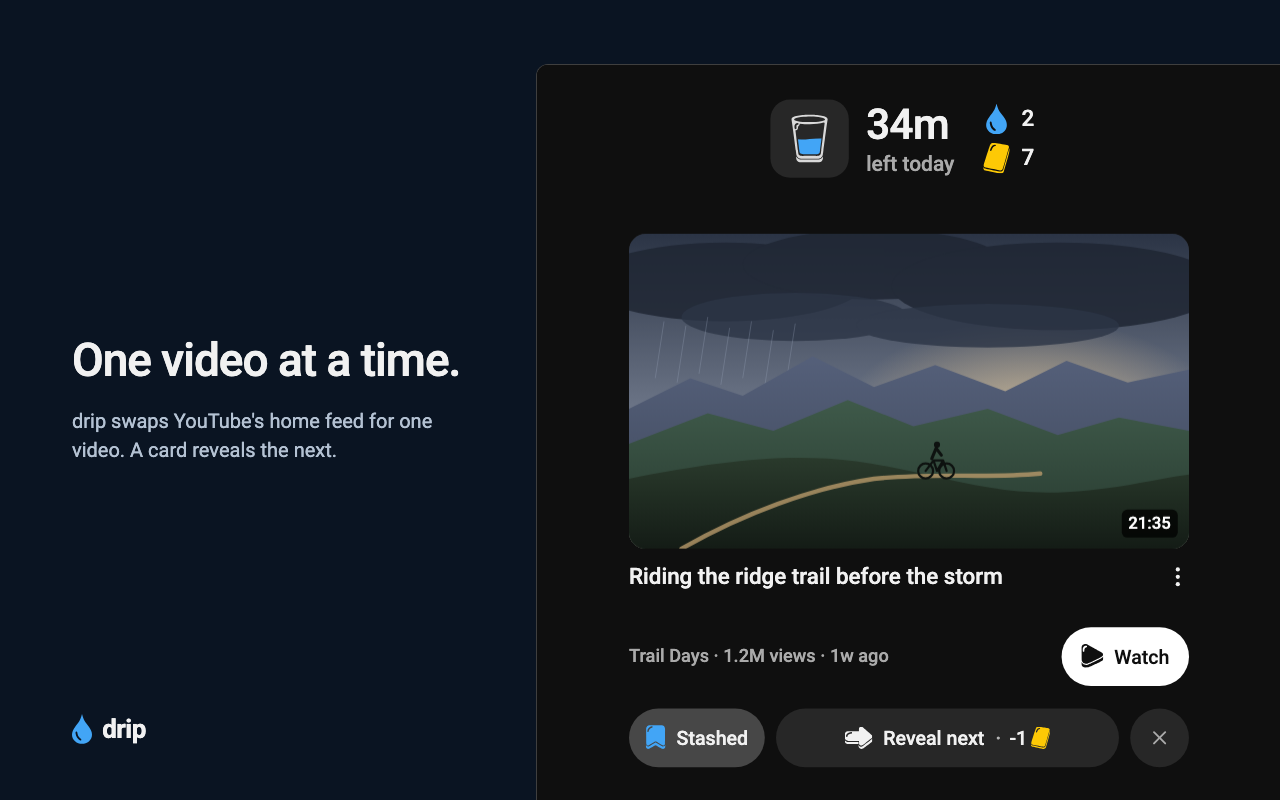 One video at a time.
drip swaps YouTube's home feed for one
video. A card reveals the next.
drip
34m
left today
2
7
21:35
Riding the ridge trail before the storm
Trail Days · 1.2M views · 1w ago
Watch
Stashed
Reveal next · -1